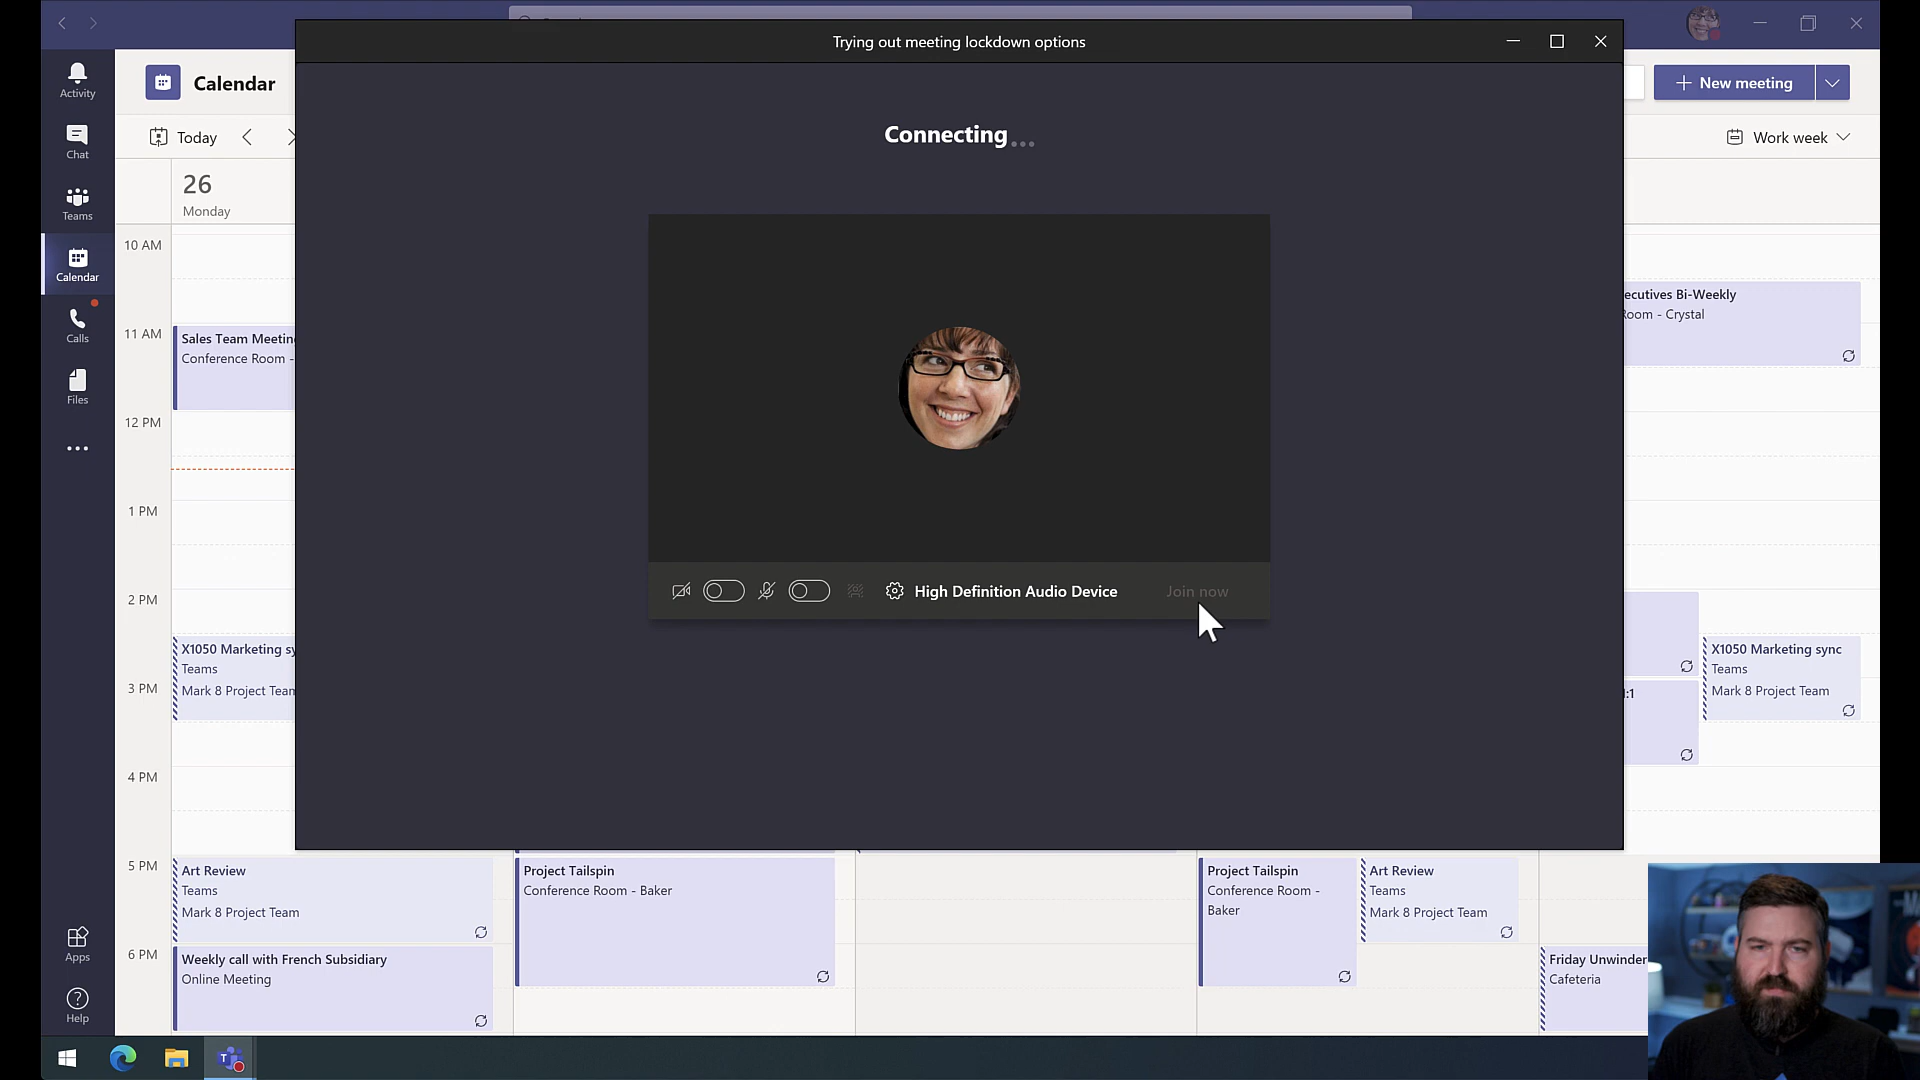 Trying out meeting lockdown options
Activity
Chat
Teams
Calendar
Calls
Files
Apps
Help
Calendar
New meeting
Today
Work week
26
Monday
10 AM
11 AM
12 PM
1 PM
2 PM
3 PM
4 PM
5 PM
6 PM
Connecting...
High Definition Audio Device
Join now
Sales Team Meetin
Conference Room -
X1050 Marketing sy
Teams
Mark 8 Project Team
Art Review
Teams
Mark 8 Project Team
Weekly call with French Subsidiary
Online Meeting
Project Tailspin
Conference Room - Baker
Project Tailspin
Conference Room -
Baker
Art Review
Teams
Mark 8 Project Team
ecutives Bi-Weekly
oom - Crystal
:1
X1050 Marketing sync
Teams
Mark 8 Project Team
Friday Unwinder
Cafeteria